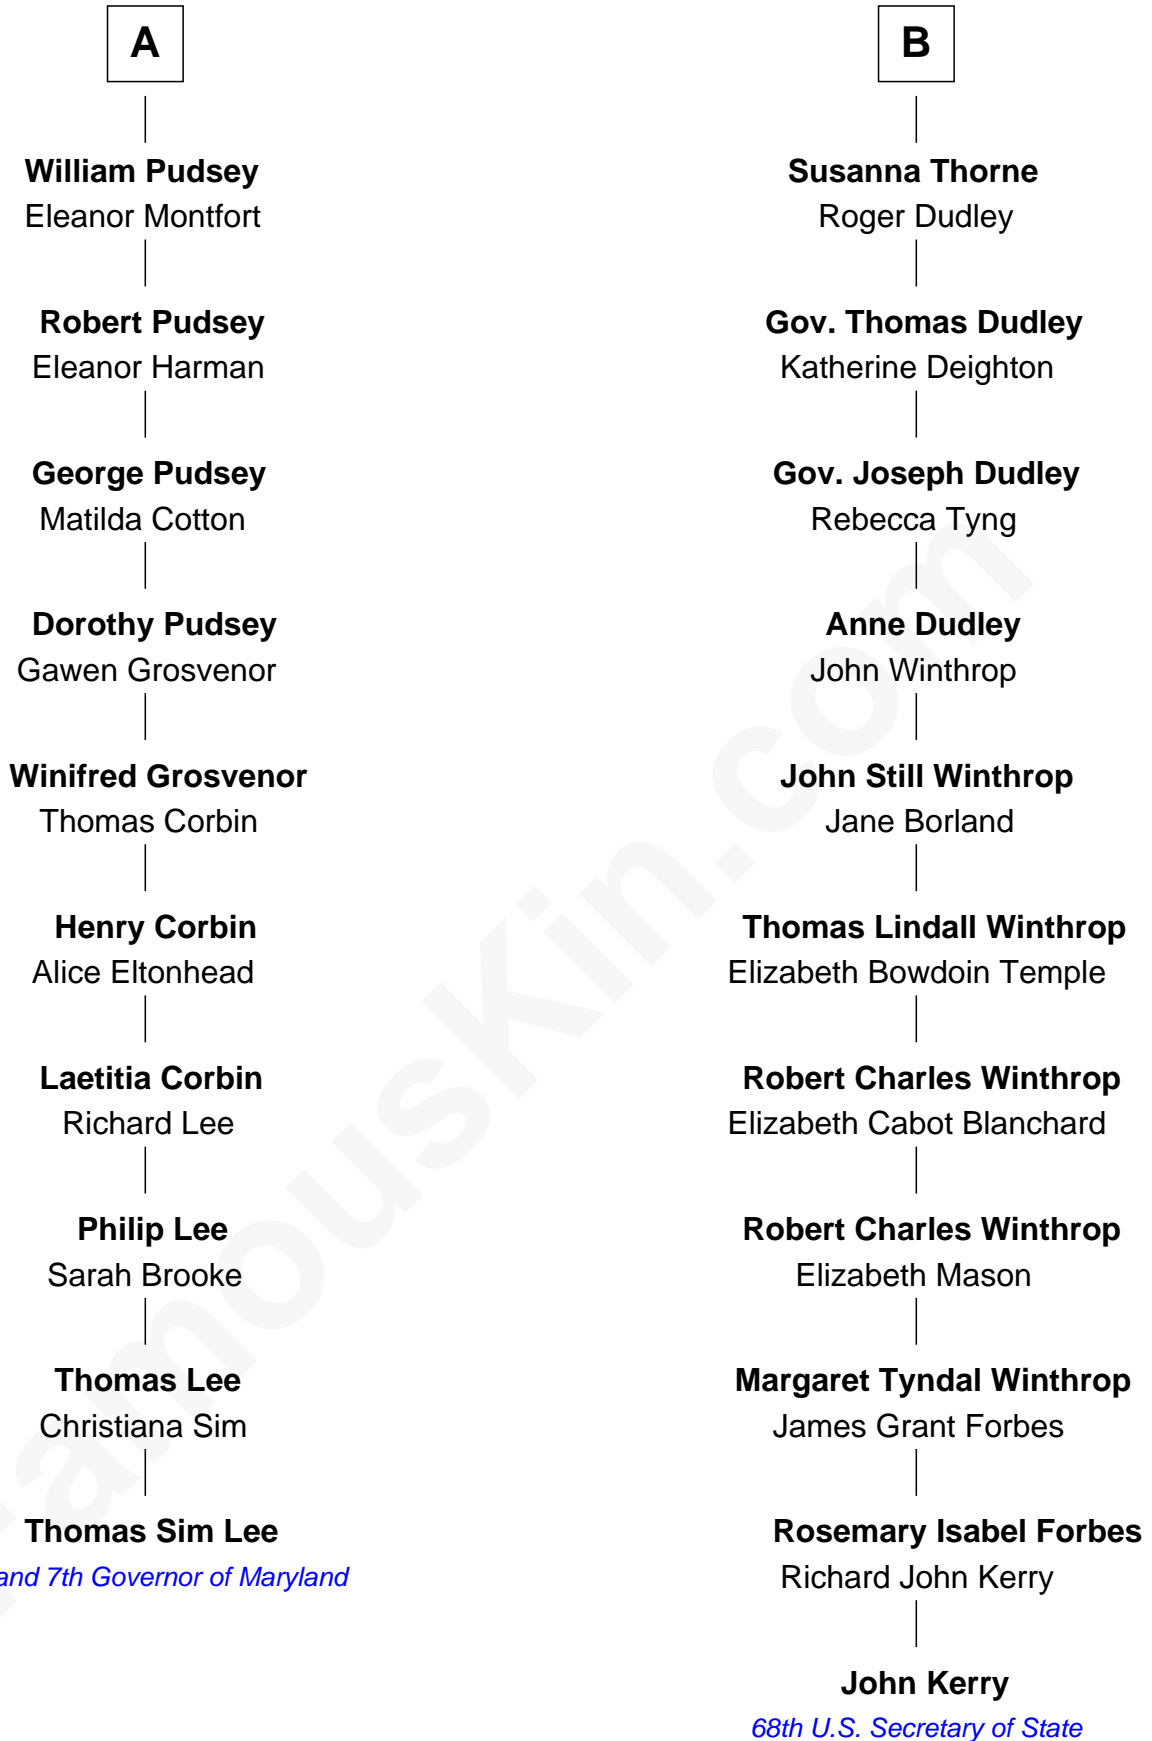 A
William Pudsey
Eleanor Montfort
Robert Pudsey
Eleanor Harman
George Pudsey
Matilda Cotton
Dorothy Pudsey
Gawen Grosvenor
Winifred Grosvenor
Thomas Corbin
Henry Corbin
Alice Eltonhead
Laetitia Corbin
Richard Lee
Philip Lee
Sarah Brooke
Thomas Lee
Christiana Sim
Thomas Sim Lee
and 7th Governor of Maryland
B
Susanna Thorne
Roger Dudley
Gov. Thomas Dudley
Katherine Deighton
Gov. Joseph Dudley
Rebecca Tyng
Anne Dudley
John Winthrop
John Still Winthrop
Jane Borland
Thomas Lindall Winthrop
Elizabeth Bowdoin Temple
Robert Charles Winthrop
Elizabeth Cabot Blanchard
Robert Charles Winthrop
Elizabeth Mason
Margaret Tyndal Winthrop
James Grant Forbes
Rosemary Isabel Forbes
Richard John Kerry
John Kerry
68th U.S. Secretary of State
FamousKin.com